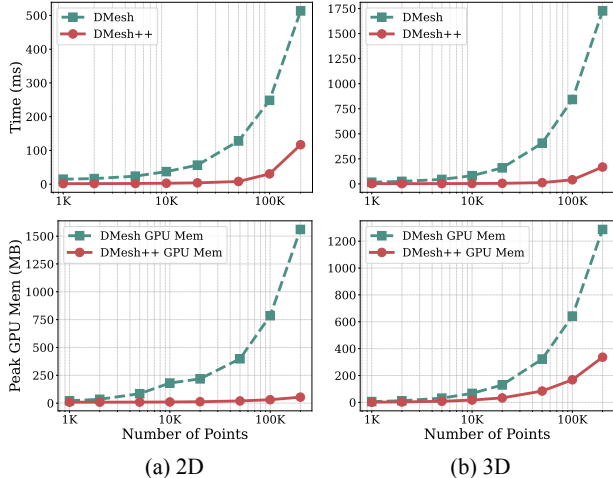 DMesh
DMesh++
Time (ms)
500
400
300
200
100
0
1K
10K
100K
DMesh
DMesh++
1750
1500
1250
1000
750
500
250
0
1K
10K
100K
DMesh GPU Mem
DMesh++ GPU Mem
Peak GPU Mem (MB)
1500
1250
1000
750
500
250
0
1K
10K
100K
Number of Points
DMesh GPU Mem
DMesh++ GPU Mem
1200
1000
800
600
400
200
0
1K
10K
100K
Number of Points
(a) 2D
(b) 3D